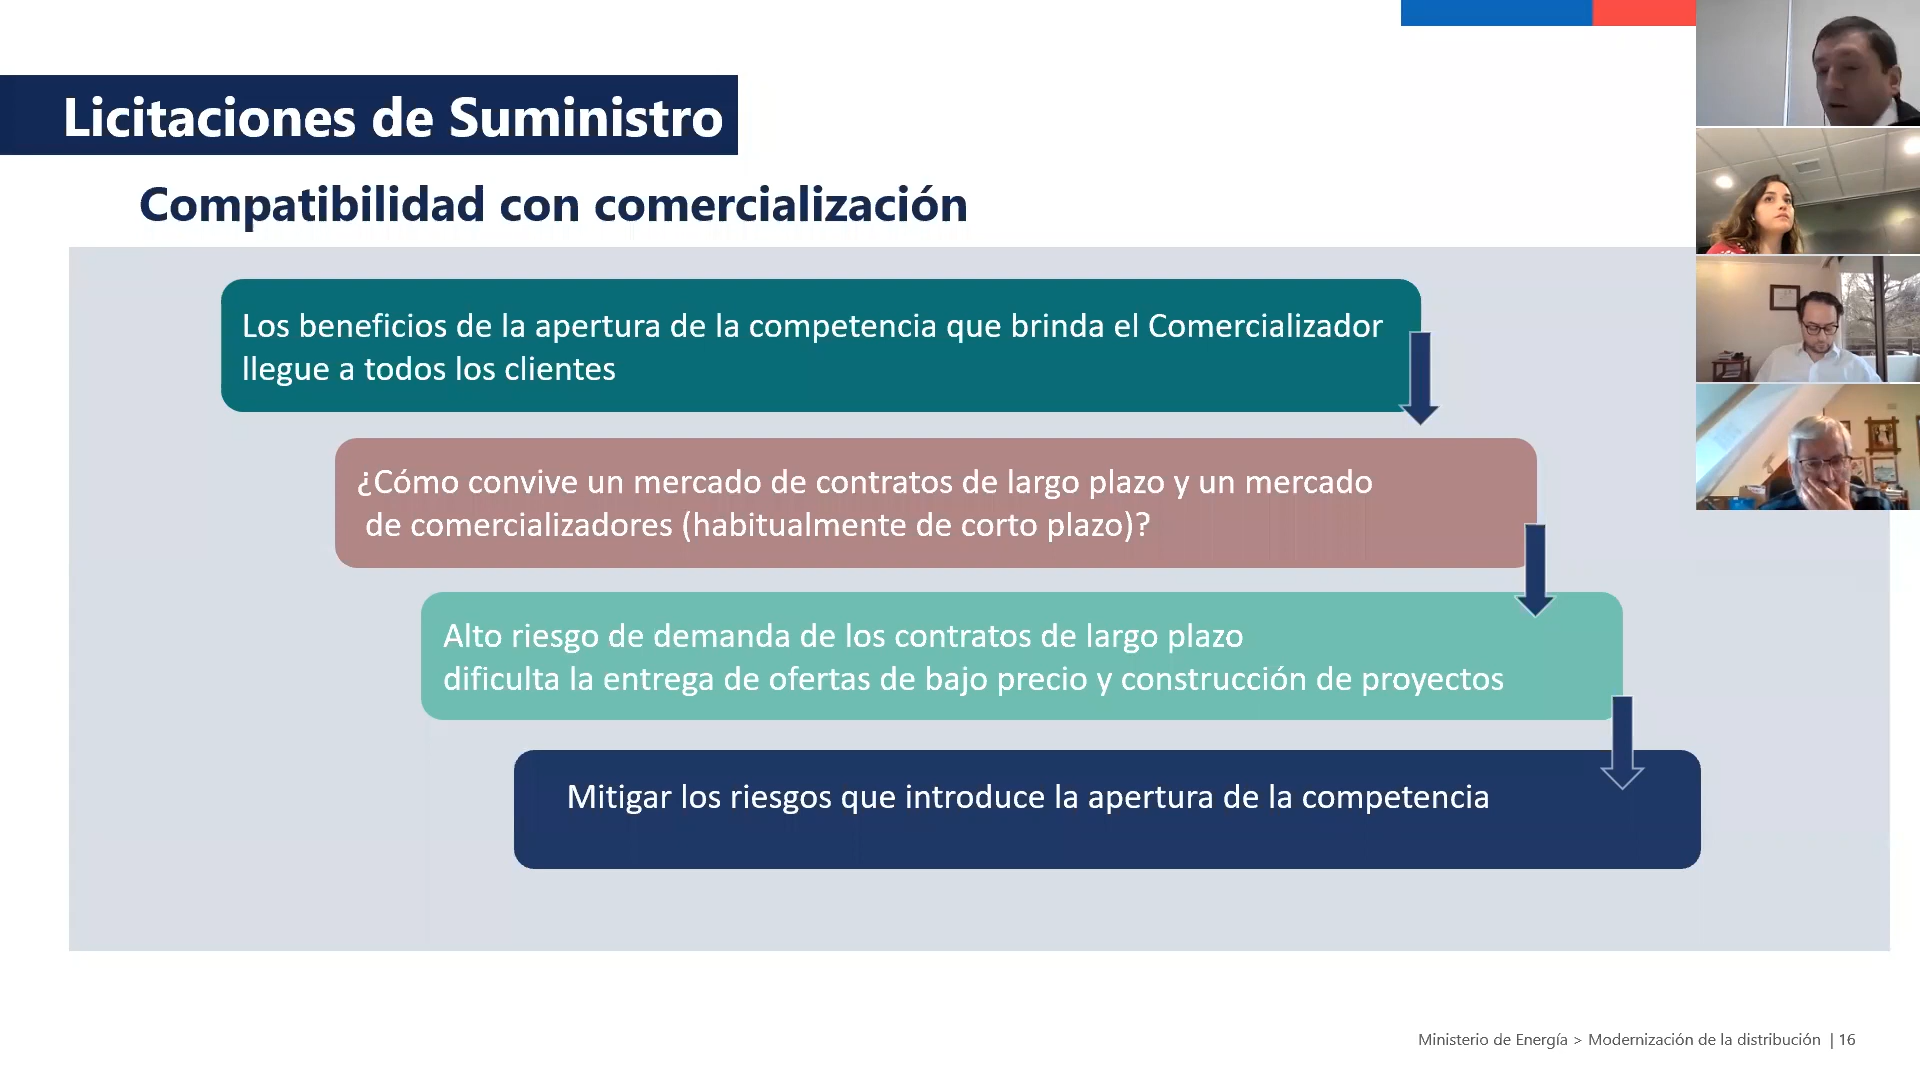 Licitaciones de Suministro
Compatibilidad con comercialización
Los beneficios de la apertura de la competencia que brinda el Comercializador
llegue a todos los clientes
¿Cómo convive un mercado de contratos de largo plazo y un mercado
de comercializadores (habitualmente de corto plazo)?
Alto riesgo de demanda de los contratos de largo plazo
dificulta la entrega de ofertas de bajo precio y construcción de proyectos
Mitigar los riesgos que introduce la apertura de la competencia
Ministerio de Energía > Modernización de la distribución | 16